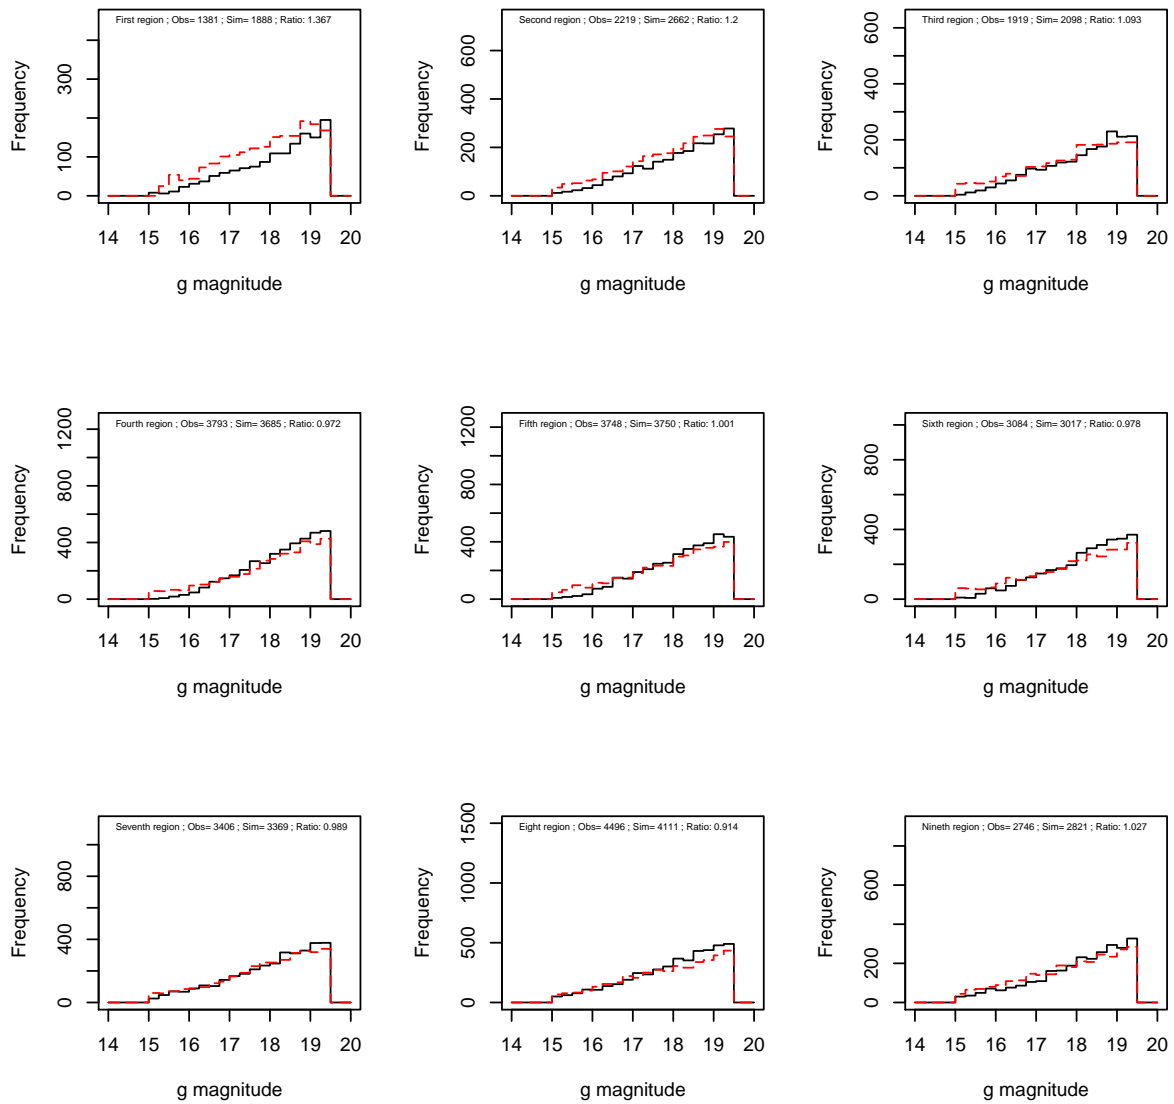 First region ; Obs= 1381 ; Sim= 1888 ; Ratio: 1.367
Frequency
0 100 300
14 15 16 17 18 19 20
g magnitude
Second region ; Obs= 2219 ; Sim= 2662 ; Ratio: 1.2
Frequency
0 200 400 600
14 15 16 17 18 19 20
g magnitude
Third region ; Obs= 1919 ; Sim= 2098 ; Ratio: 1.093
Frequency
0 200 400 600
14 15 16 17 18 19 20
g magnitude
Fourth region ; Obs= 3793 ; Sim= 3685 ; Ratio: 0.972
Frequency
0 400 800 1200
14 15 16 17 18 19 20
g magnitude
Fifth region ; Obs= 3748 ; Sim= 3750 ; Ratio: 1.001
Frequency
0 400 800 1200
14 15 16 17 18 19 20
g magnitude
Sixth region ; Obs= 3084 ; Sim= 3017 ; Ratio: 0.978
Frequency
0 400 800
14 15 16 17 18 19 20
g magnitude
Seventh region ; Obs= 3406 ; Sim= 3369 ; Ratio: 0.989
Frequency
0 400 800
14 15 16 17 18 19 20
g magnitude
Eight region ; Obs= 4496 ; Sim= 4111 ; Ratio: 0.914
Frequency
0 500 1000 1500
14 15 16 17 18 19 20
g magnitude
Nineth region ; Obs= 2746 ; Sim= 2821 ; Ratio: 1.027
Frequency
0 200 600
14 15 16 17 18 19 20
g magnitude